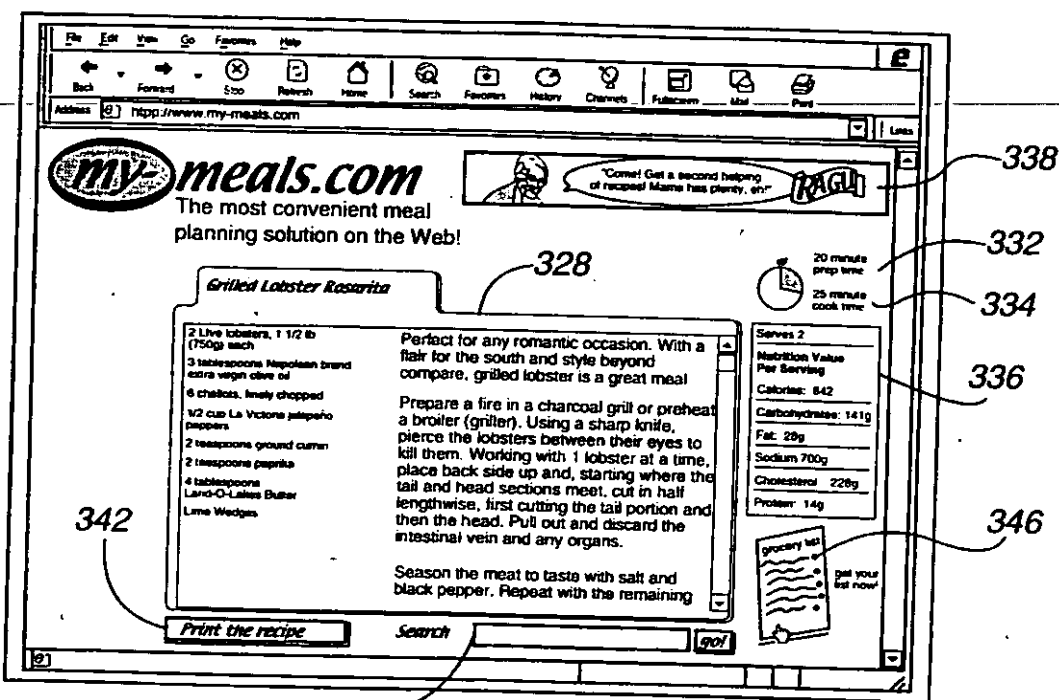 File Edit View Go Favorites Help
Back Forward Stop Refresh Home Search Favorites History Channels Fullscreen Mail Print
Address htpp://www.my-meals.com Links
my-meals.com
The most convenient meal
planning solution on the Web!
"Come! Get a second helping
of recipes! Mama has plenty, eh!"
RAGU
338
20 minute
prep time
332
25 minute
cook time
334
328
Grilled Lobster Rosarita
2 Live lobsters, 1 1/2 lb
(750g) each
3 tablespoons Napolean brand
extra virgin olive oil
6 challots, finely chopped
1/2 cup La Victoria jalepeño
peppers
2 teaspoons ground cumin
2 teaspoons paprika
4 tablespoons
Land-O-Lakes Butter
Lime Wedges
Perfect for any romantic occasion. With a
flair for the south and style beyond
compare, grilled lobster is a great meal
Prepare a fire in a charcoal grill or preheat
a broiler (griller). Using a sharp knife,
pierce the lobsters between their eyes to
kill them. Working with 1 lobster at a time,
place back side up and, starting where the
tail and head sections meet, cut in half
lengthwise, first cutting the tail portion and
then the head. Pull out and discard the
intestinal vein and any organs.
Season the meat to taste with salt and
black pepper. Repeat with the remaining
Serves 2
Nutrition Value
Per Serving
Calories: 642
Carbohydrates: 141g
Fat: 28g
Sodium 700g
Cholesterol 228g
Protein 14g
336
grocery list
get your
list now!
346
342
Print the recipe
Search
go!